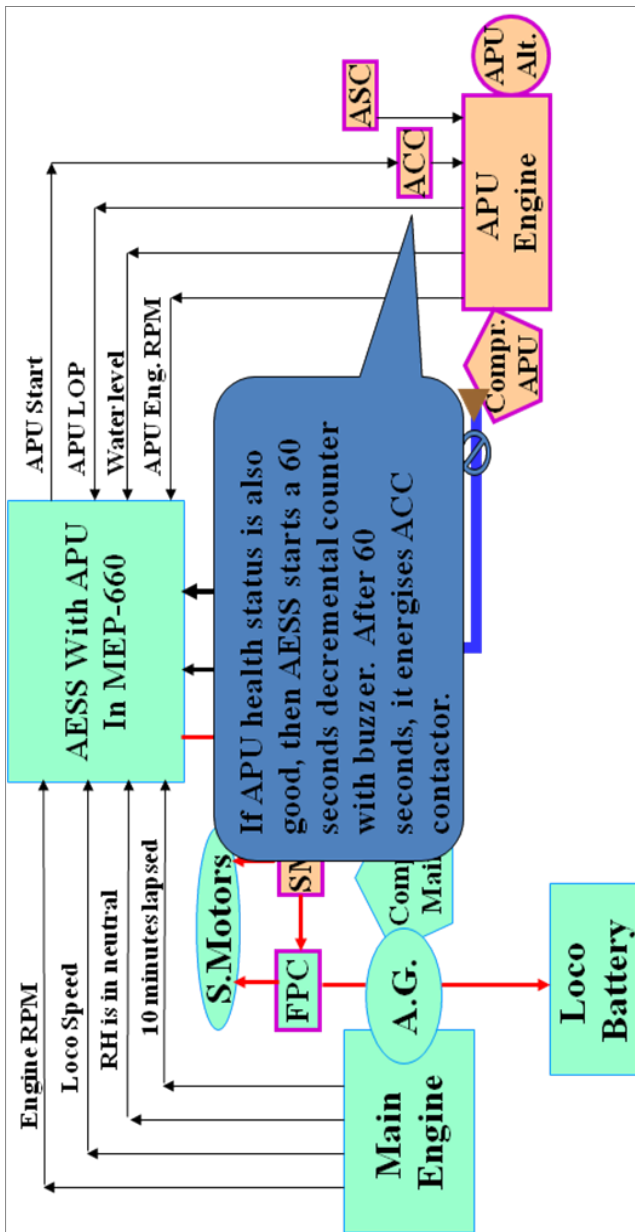 AESS With APU
In MEP-660
Engine RPM
Loco Speed
RH is in neutral
10 minutes lapsed
APU Start
APU LOP
Water level
APU Eng. RPM
ASC
ACC
APU
Alt.
APU
Engine
Compr.
APU
S.Motors
FPC
A.G.
Main
Engine
Loco
Battery
If APU health status is also
good, then AESS starts a 60
seconds decremental counter
with buzzer. After 60
seconds, it energises ACC
contactor.